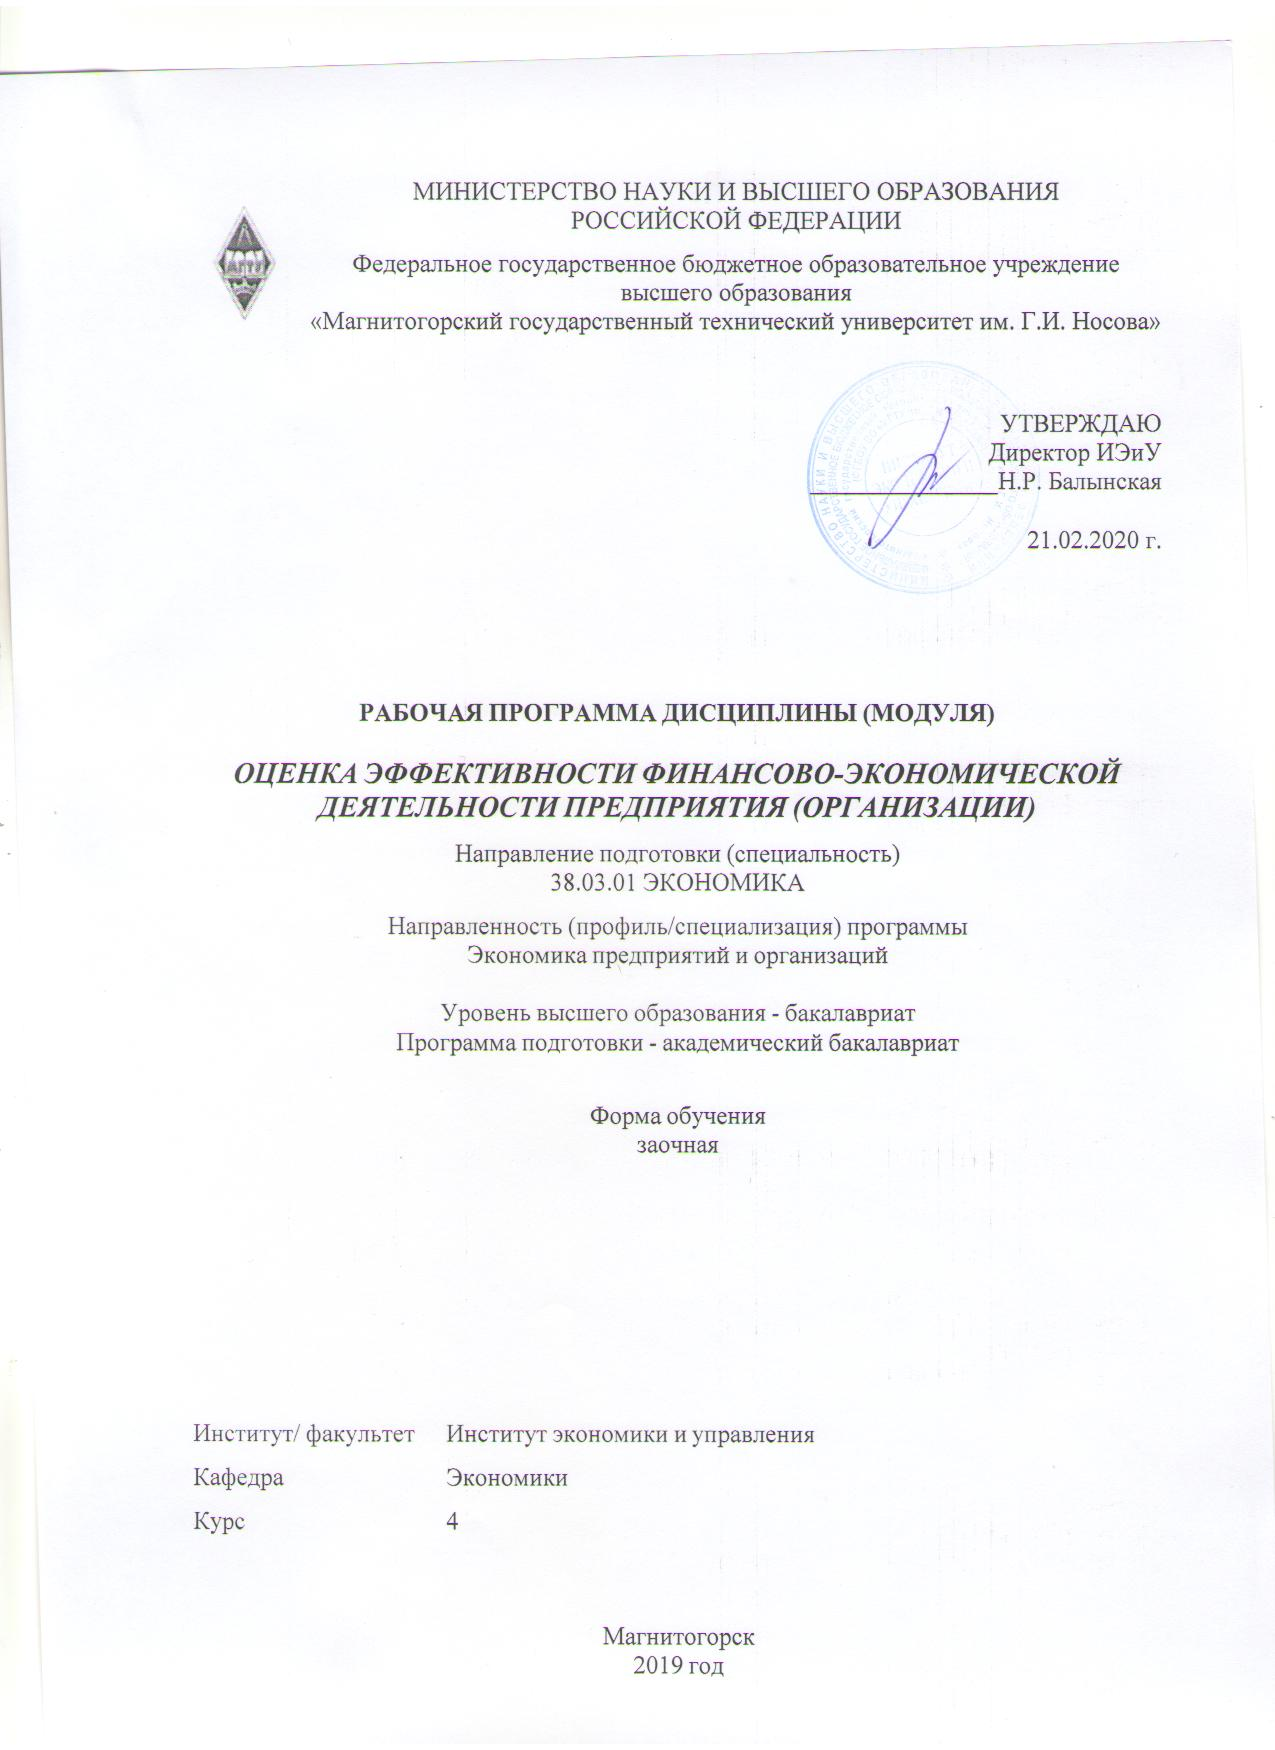 МИНИСТЕРСТВО НАУКИ И ВЫСШЕГО ОБРАЗОВАНИЯ
РОССИЙСКОЙ ФЕДЕРАЦИИ
Федеральное государственное бюджетное образовательное учреждение
высшего образования
«Магнитогорский государственный технический университет им. Г.И. Носова»
МГТУ
УТВЕРЖДАЮ
Директор ИЭиУ
Н.Р. Балынская
21.02.2020 г.
РАБОЧАЯ ПРОГРАММА ДИСЦИПЛИНЫ (МОДУЛЯ)
ОЦЕНКА ЭФФЕКТИВНОСТИ ФИНАНСОВО-ЭКОНОМИЧЕСКОЙ
ДЕЯТЕЛЬНОСТИ ПРЕДПРИЯТИЯ (ОРГАНИЗАЦИИ)
Направление подготовки (специальность)
38.03.01 ЭКОНОМИКА
Направленность (профиль/специализация) программы
Экономика предприятий и организаций
Уровень высшего образования - бакалавриат
Программа подготовки - академический бакалавриат
Форма обучения
заочная
Институт/ факультет Институт экономики и управления
Кафедра Экономики
Курс 4
Магнитогорск
2019 год